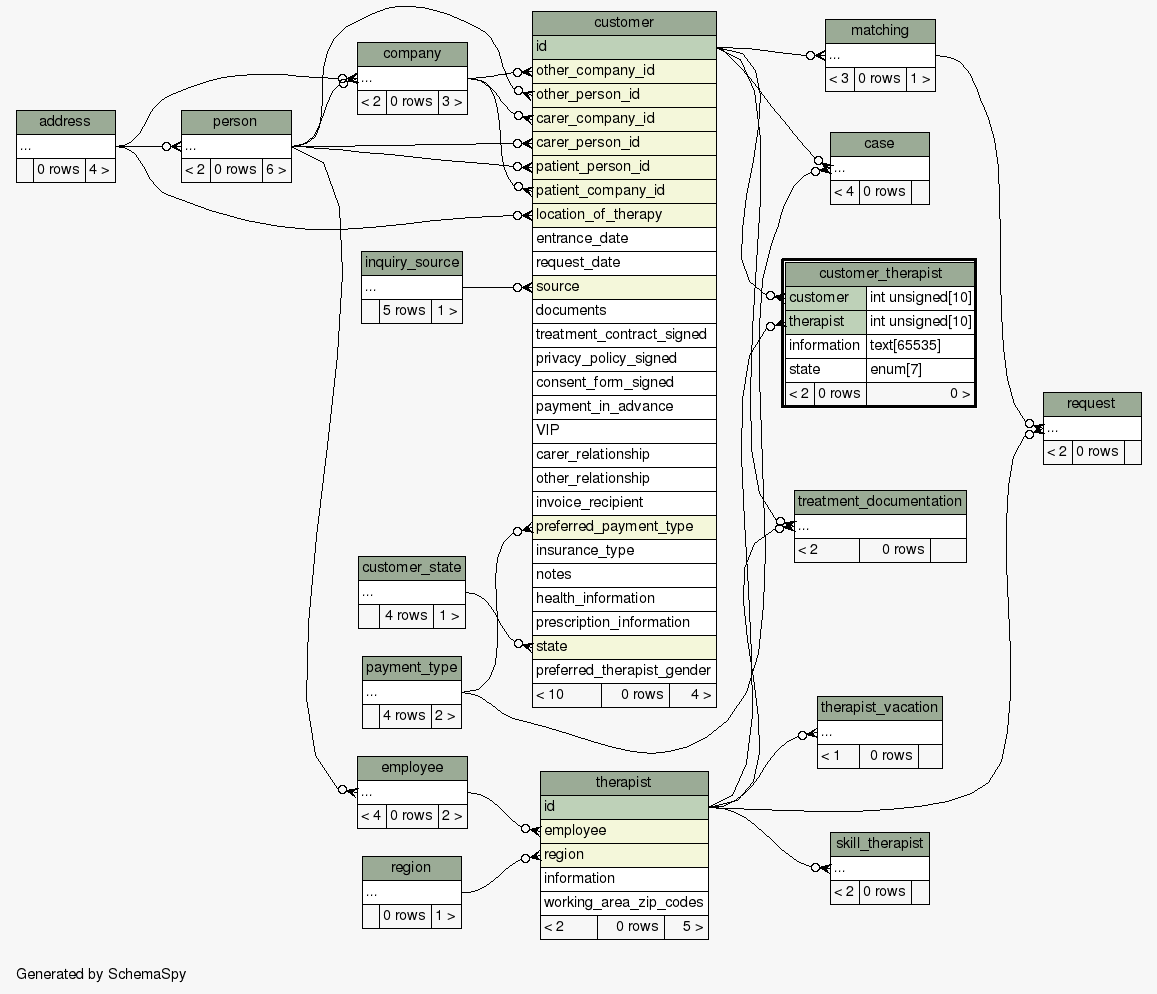 customer
id
other_company_id
other_person_id
carer_company_id
carer_person_id
patient_person_id
patient_company_id
location_of_therapy
entrance_date
request_date
source
documents
treatment_contract_signed
privacy_policy_signed
consent_form_signed
payment_in_advance
VIP
carer_relationship
other_relationship
invoice_recipient
preferred_payment_type
insurance_type
notes
health_information
prescription_information
state
preferred_therapist_gender
< 10 0 rows 4 >
company
...
< 2 0 rows 3 >
address
...
0 rows 4 >
person
...
< 2 0 rows 6 >
inquiry_source
...
5 rows 1 >
customer_state
...
4 rows 1 >
payment_type
...
4 rows 2 >
employee
...
< 4 0 rows 2 >
region
...
0 rows 1 >
therapist
id
employee
region
information
working_area_zip_codes
< 2 0 rows 5 >
matching
...
< 3 0 rows 1 >
case
...
< 4 0 rows
customer_therapist
customer int unsigned[10]
therapist int unsigned[10]
information text[65535]
state enum[7]
< 2 0 rows 0 >
request
...
< 2 0 rows
treatment_documentation
...
< 2 0 rows
therapist_vacation
...
< 1 0 rows
skill_therapist
...
< 2 0 rows
Generated by SchemaSpy